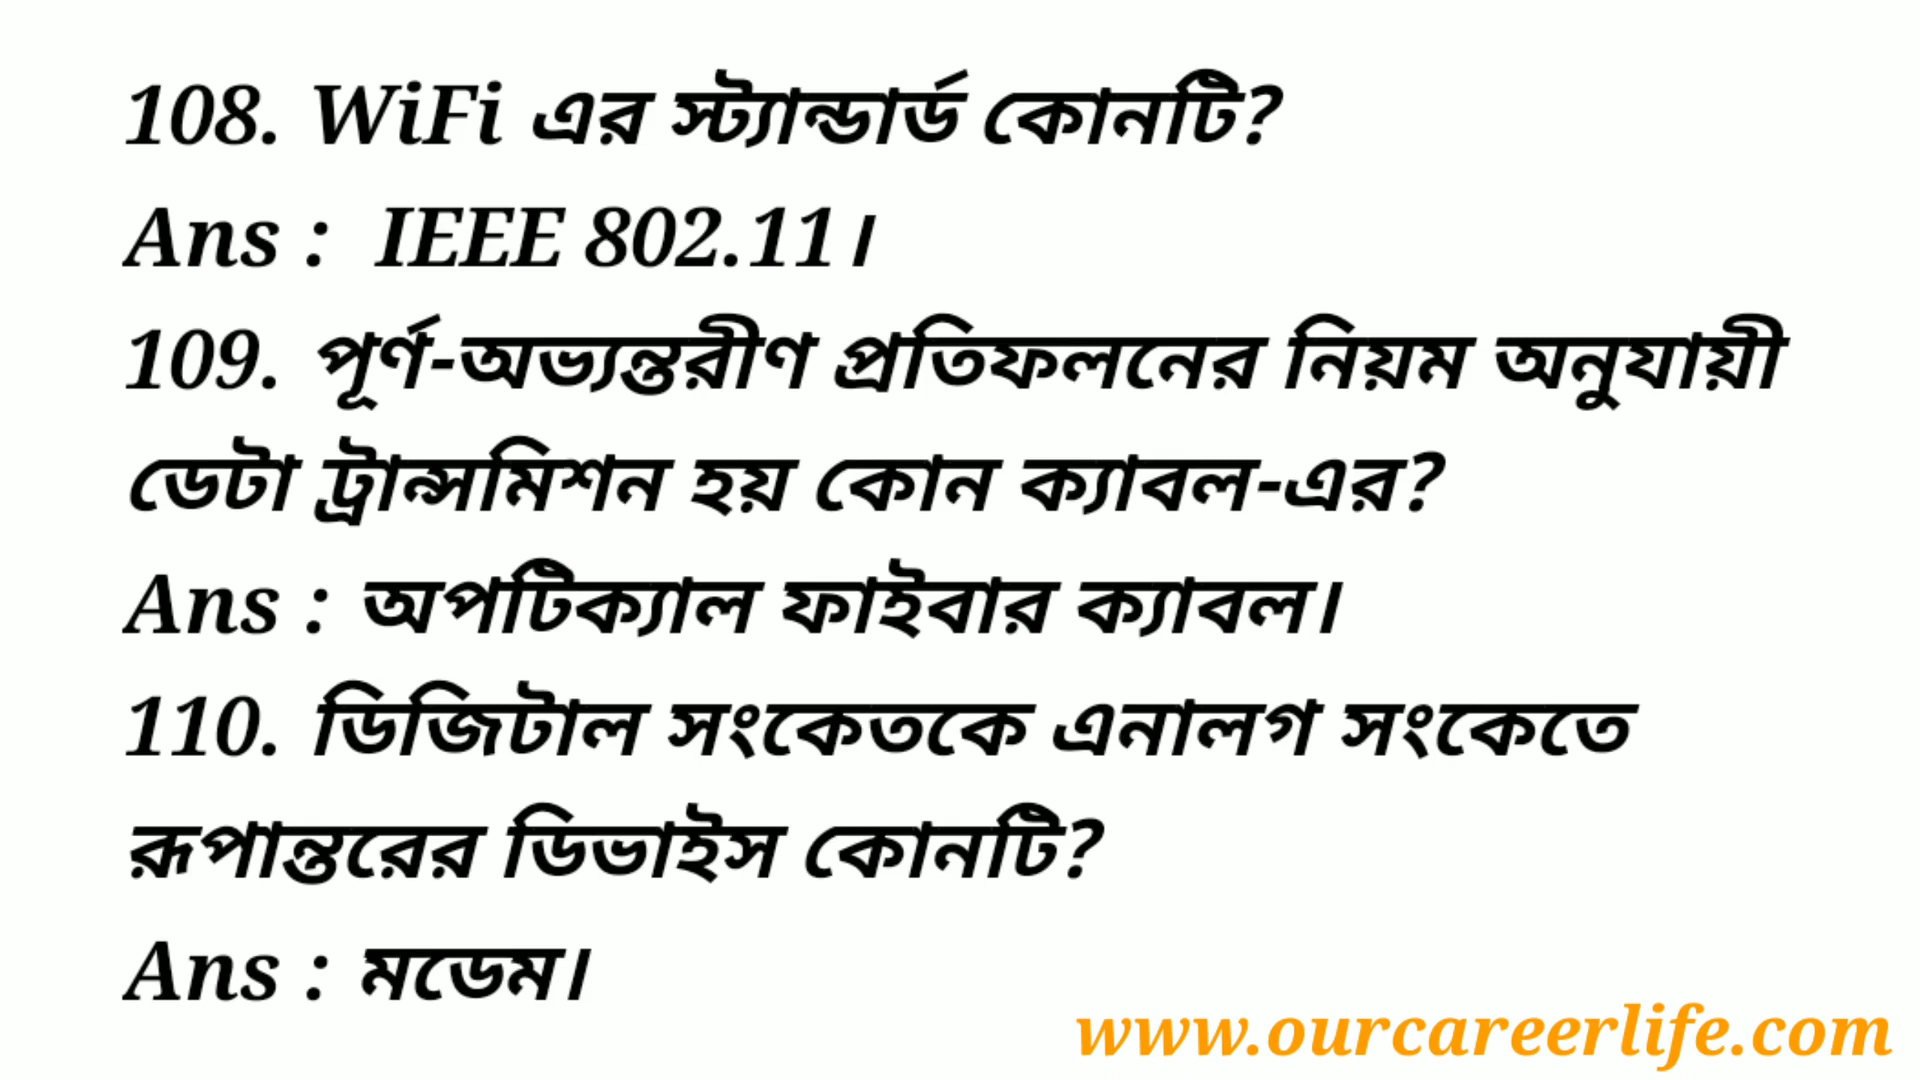 108. WiFi এর স্ট্যান্ডার্ড কোনটি?
Ans : IEEE 802.11।
109. পূর্ণ-অভ্যন্তরীণ প্রতিফলনের নিয়ম অনুযায়ী
ডেটা ট্রান্সমিশন হয় কোন ক্যাবল-এর?
Ans : অপটিক্যাল ফাইবার ক্যাবল।
110. ডিজিটাল সংকেতকে এনালগ সংকেতে
রূপান্তরের ডিভাইস কোনটি?
Ans : মডেম।
www.ourcareerlife.com